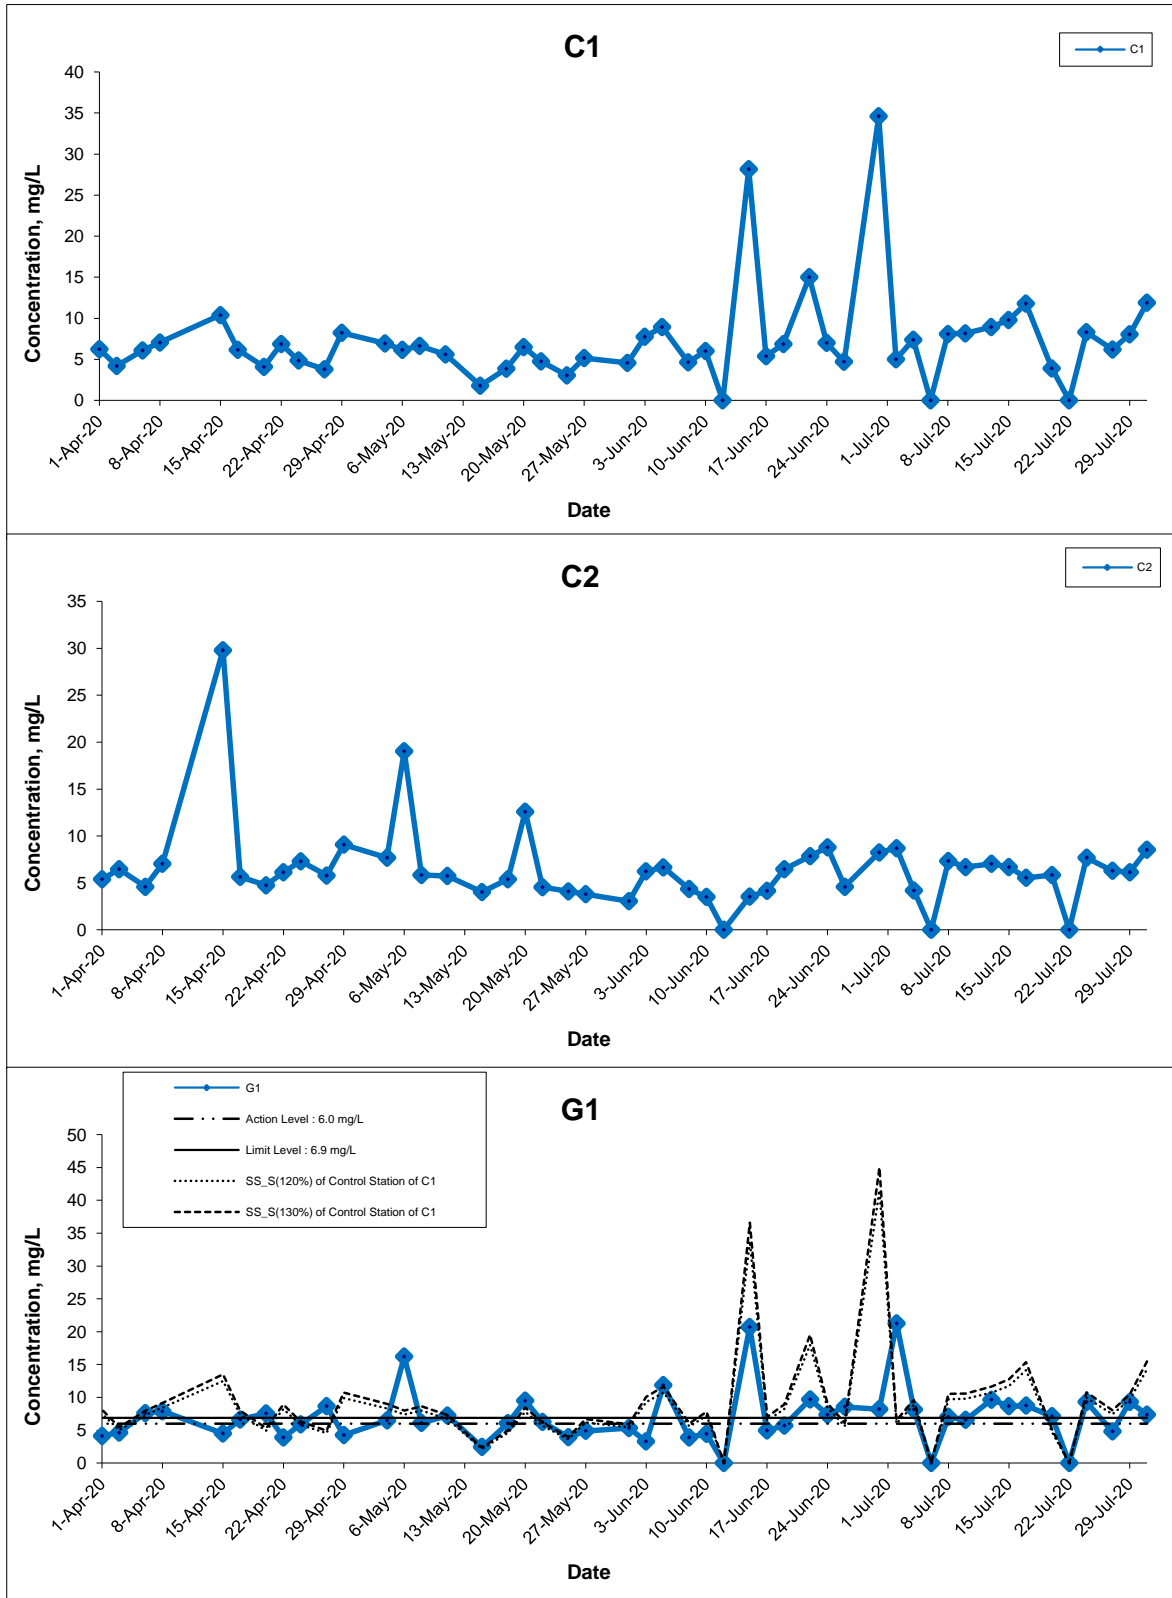 C1
C1
40
35
30
25
20
15
10
5
0
Concentration, mg/L
1-Apr-20
8-Apr-20
15-Apr-20
22-Apr-20
29-Apr-20
6-May-20
13-May-20
20-May-20
27-May-20
3-Jun-20
10-Jun-20
17-Jun-20
24-Jun-20
1-Jul-20
8-Jul-20
15-Jul-20
22-Jul-20
29-Jul-20
Date
C2
C2
35
30
25
20
15
10
5
0
Concentration, mg/L
1-Apr-20
8-Apr-20
15-Apr-20
22-Apr-20
29-Apr-20
6-May-20
13-May-20
20-May-20
27-May-20
3-Jun-20
10-Jun-20
17-Jun-20
24-Jun-20
1-Jul-20
8-Jul-20
15-Jul-20
22-Jul-20
29-Jul-20
Date
G1
Action Level : 6.0 mg/L
Limit Level : 6.9 mg/L
SS_S(120%) of Control Station of C1
SS_S(130%) of Control Station of C1
G1
50
45
40
35
30
25
20
15
10
5
0
Concentration, mg/L
1-Apr-20
8-Apr-20
15-Apr-20
22-Apr-20
29-Apr-20
6-May-20
13-May-20
20-May-20
27-May-20
3-Jun-20
10-Jun-20
17-Jun-20
24-Jun-20
1-Jul-20
8-Jul-20
15-Jul-20
22-Jul-20
29-Jul-20
Date